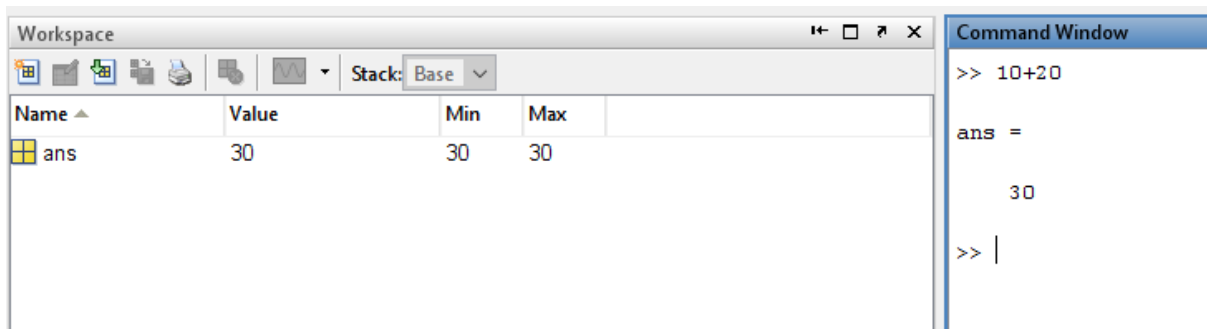 Workspace
Stack: Base
Name Value Min Max
ans 30 30 30
Command Window
>> 10+20
ans =
30
>>